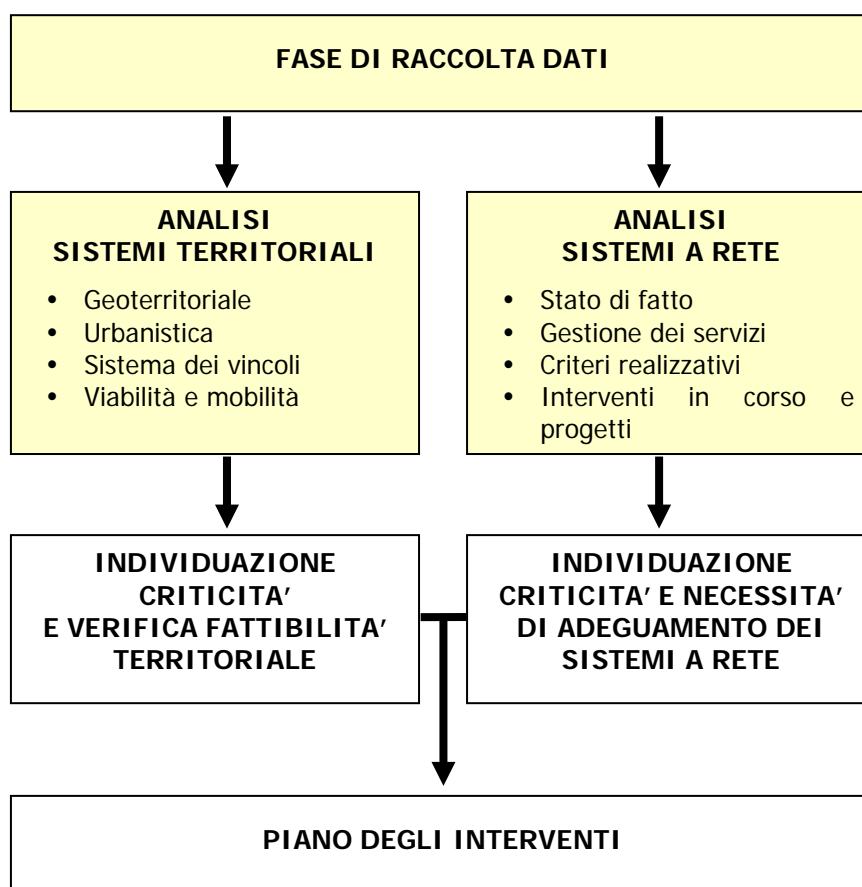 FASE DI RACCOLTA DATI
ANALISI
SISTEMI TERRITORIALI
• Geoterritoriale
• Urbanistica
• Sistema dei vincoli
• Viabilità e mobilità
ANALISI
SISTEMI A RETE
• Stato di fatto
• Gestione dei servizi
• Criteri realizzativi
• Interventi in corso e
progetti
INDIVIDUAZIONE
CRITICITA'
E VERIFICA FATTIBILITA'
TERRITORIALE
INDIVIDUAZIONE
CRITICITA' E NECESSITA'
DI ADEGUAMENTO DEI
SISTEMI A RETE
PIANO DEGLI INTERVENTI